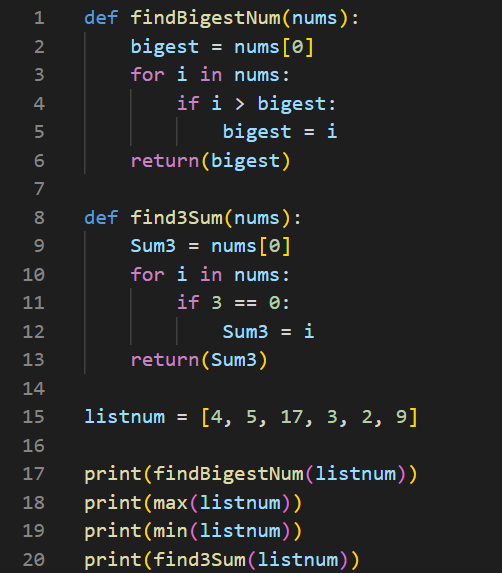 1 def findBigestNum(nums):
2     bigest = nums[0]
3     for i in nums:
4         if i > bigest:
5             bigest = i
6     return(bigest)
7
8 def find3Sum(nums):
9     Sum3 = nums[0]
10     for i in nums:
11         if 3 == 0:
12             Sum3 = i
13     return(Sum3)
14
15 listnum = [4, 5, 17, 3, 2, 9]
16
17 print(findBigestNum(listnum))
18 print(max(listnum))
19 print(min(listnum))
20 print(find3Sum(listnum))